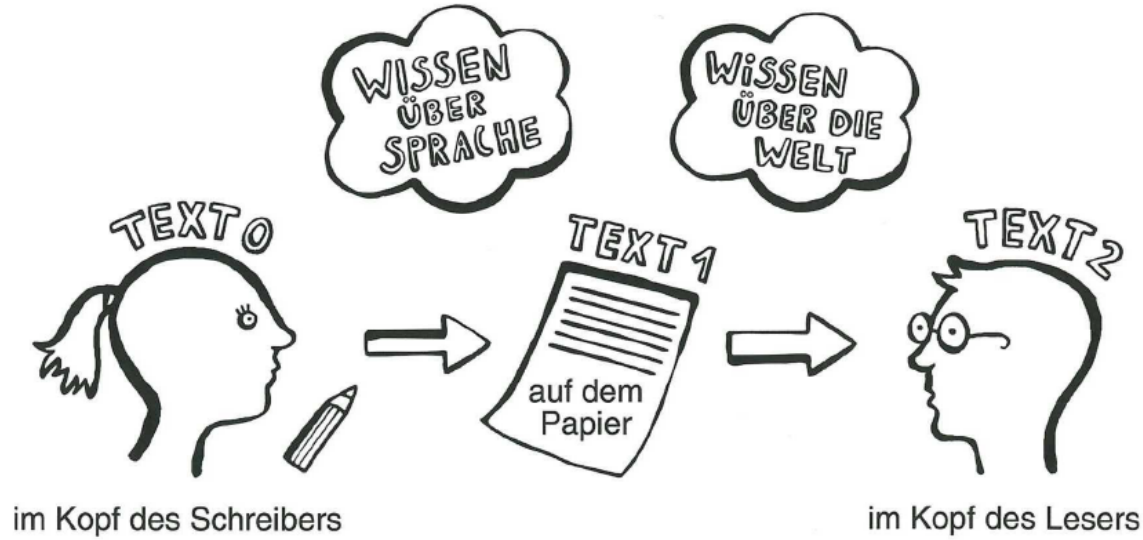 WISSEN
ÜBER
SPRACHE
WiSSEN
ÜBER DIE
WELT
TEXT 0
TEXT 1
TEXT 2
auf dem
Papier
im Kopf des Schreibers
im Kopf des Lesers